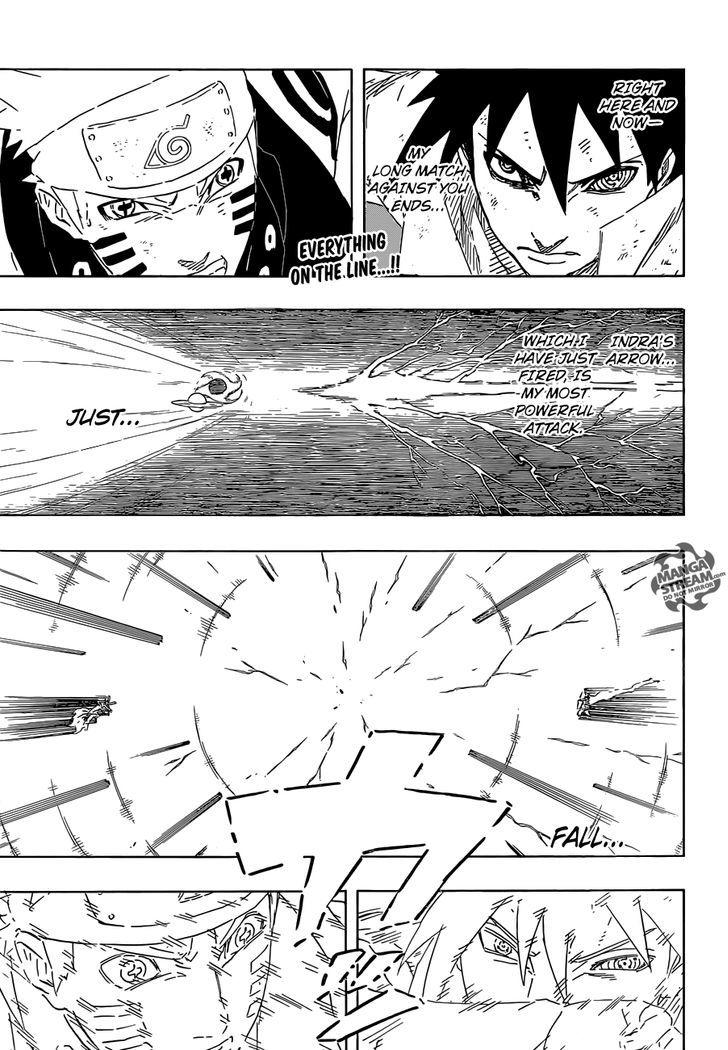 RIGHT
HERE AND
NOW—
MY
LONG MATCH
AGAINST YOU
ENDS...
EVERYTHING
ON THE LINE...!!
INDRA'S
ARROW...
WHICH I
HAVE JUST
FIRED, IS
MY MOST
POWERFUL
ATTACK.
JUST...
MANGA
STREAM.com
DO NOT MIRROR
FALL...